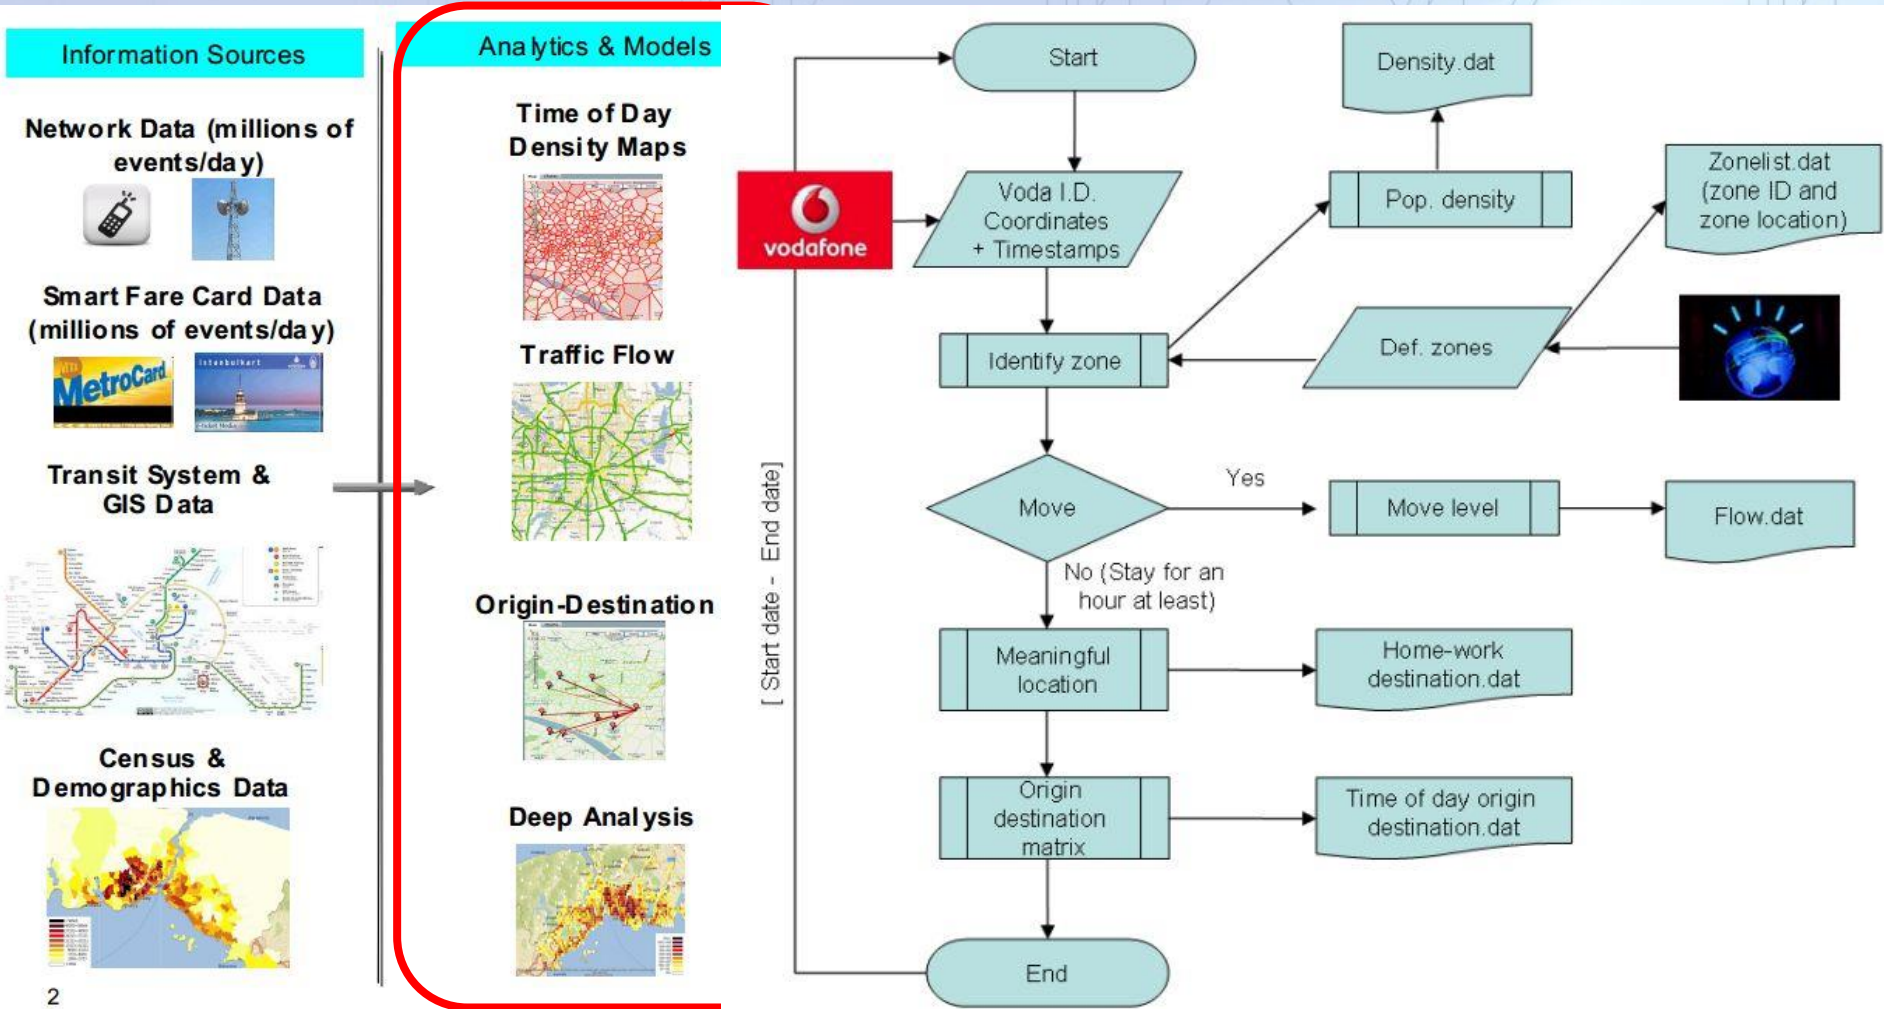 Information Sources
Network Data (millions of
events/day)
Smart Fare Card Data
(millions of events/day)
MetroCard
Istanbulkart
Transit System &
GIS Data
Census &
Demographics Data
2
Analytics & Models
Time of Day
Density Maps
Traffic Flow
Origin-Destination
Deep Analysis
Start
vodafone
Voda I.D.
Coordinates
+ Timestamps
Density.dat
Pop. density
Zonelist.dat
(zone ID and
zone location)
Identify zone
Def. zones
[ Start date - End date]
Move
Yes
Move level
Flow.dat
No (Stay for an
hour at least)
Meaningful
location
Home-work
destination.dat
Origin
destination
matrix
Time of day origin
destination.dat
End